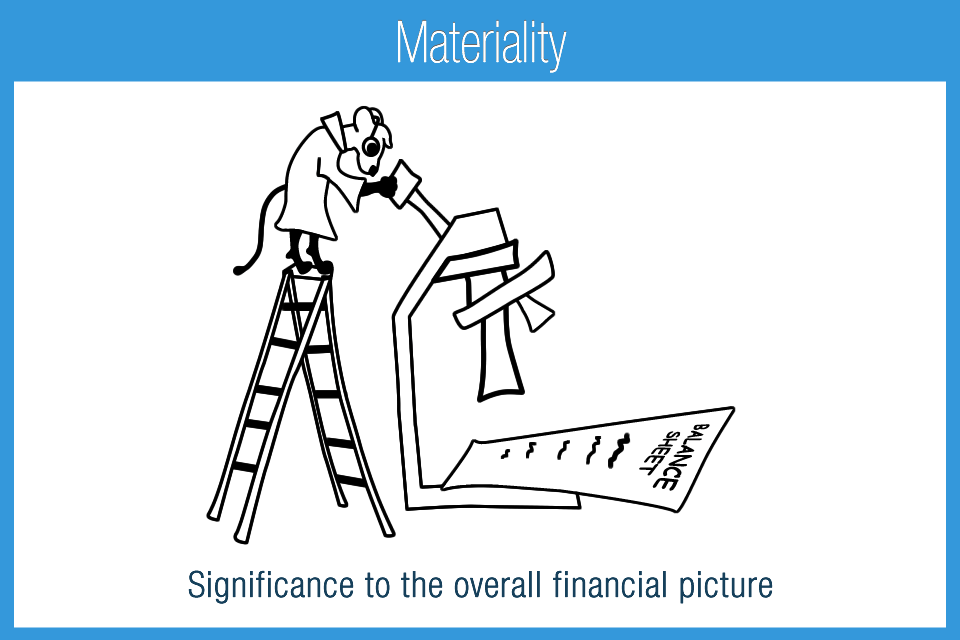 Materiality
BALANCE
SHEET
Significance to the overall financial picture